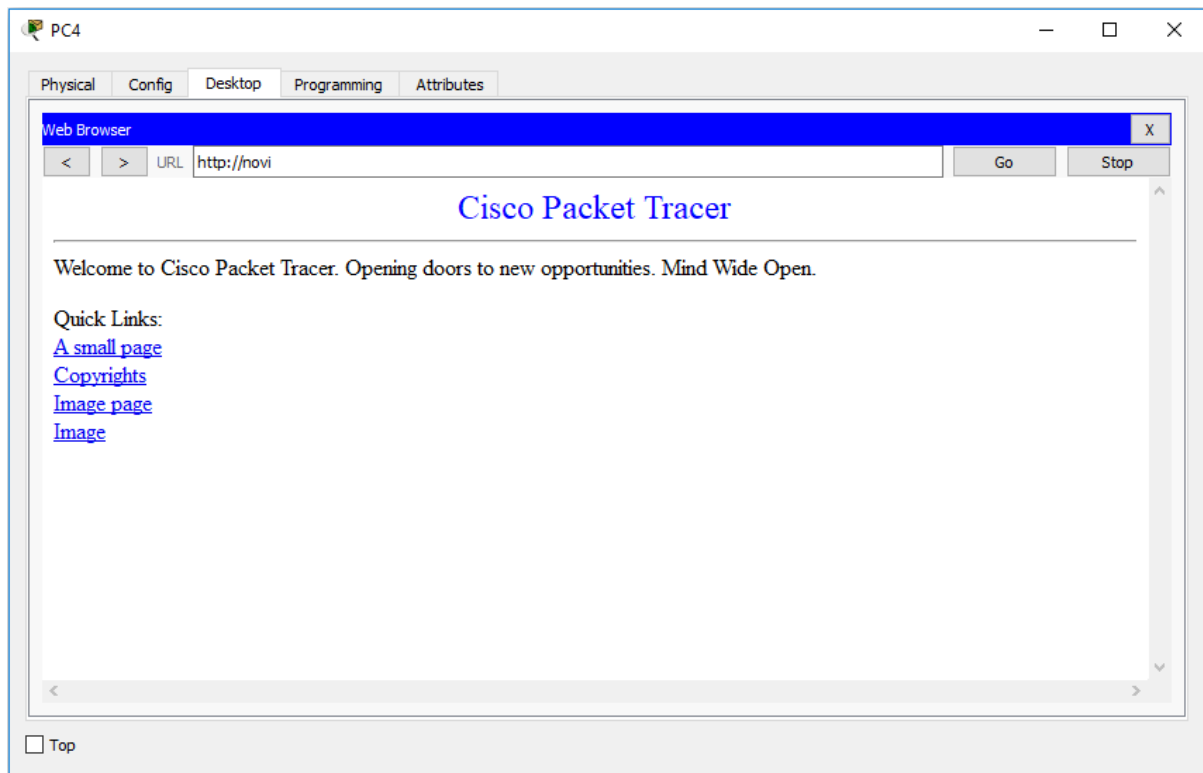 PC4
Physical Config Desktop Programming Attributes
Web Browser X
< > URL http://novi Go Stop
Cisco Packet Tracer
Welcome to Cisco Packet Tracer. Opening doors to new opportunities. Mind Wide Open.
Quick Links:
A small page
Copyrights
Image page
Image
Top